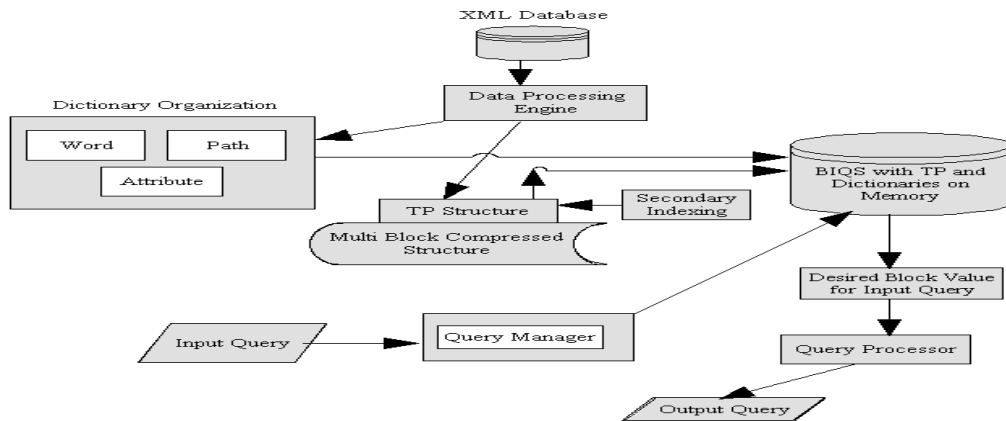 XML Database
Data Processing
Engine
Dictionary Organization
Word
Path
Attribute
BIQS with TP and
Dictionaries on
Memory
TP Structure
Secondary
Indexing
Multi Block Compressed
Structure
Desired Block Value
for Input Query
Input Query
Query Manager
Query Processor
Output Query